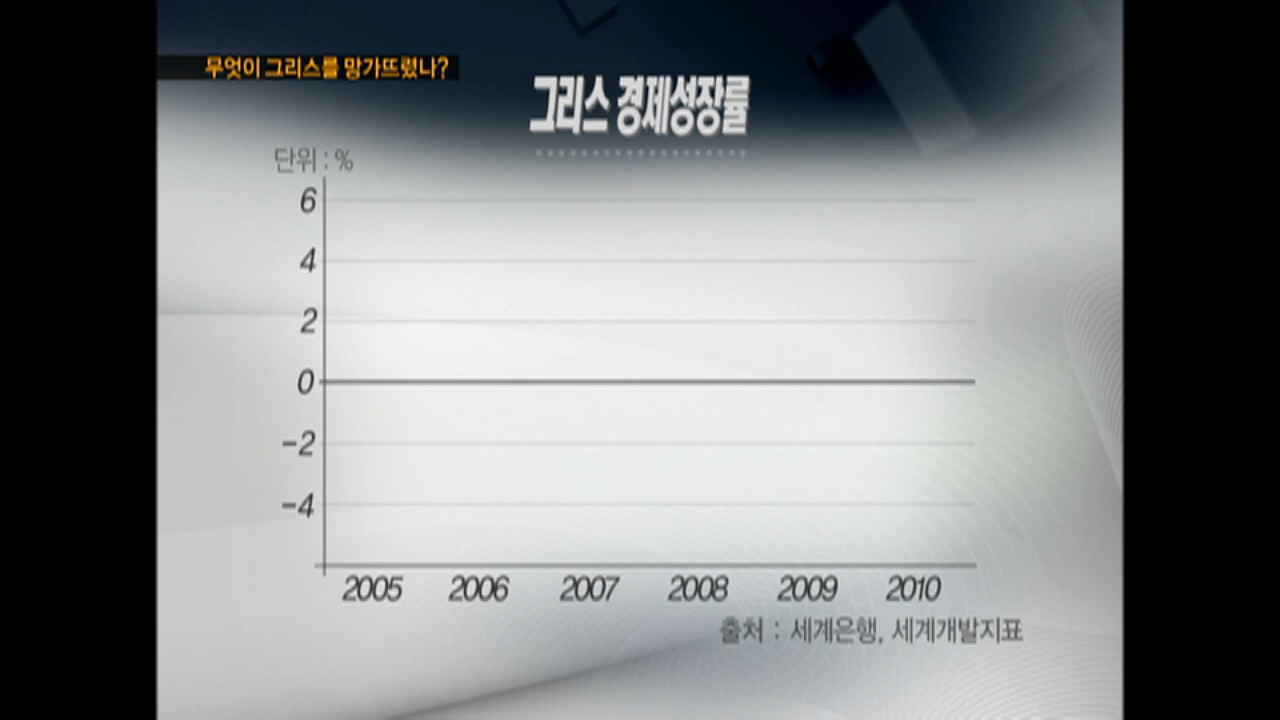 무엇이 그리스를 망가뜨렸나?
그리스 경제성장률
단위 : %
6
4
2
0
-2
-4
2005 2006 2007 2008 2009 2010
출처 : 세계은행, 세계개발지표